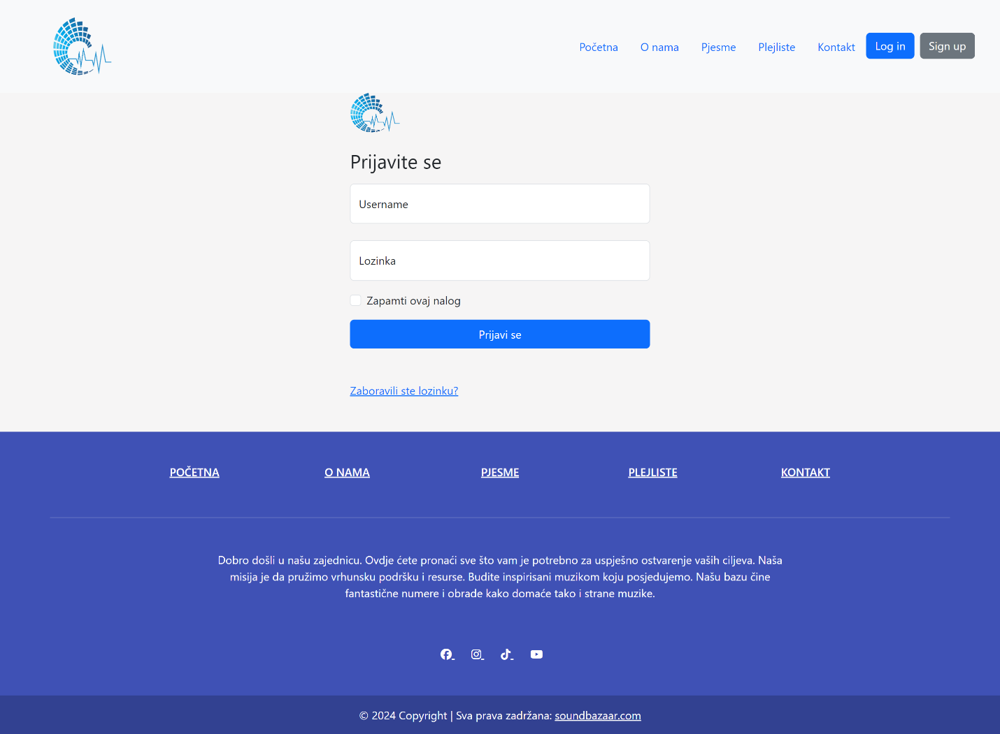 Početna O nama Pjesme Plejliste Kontakt Log in Sign up
Prijavite se
Username
Lozinka
Zapamti ovaj nalog
Prijavi se
Zaboravili ste lozinku?
POČETNA O NAMA PJESME PLEJLISTE KONTAKT
Dobro došli u našu zajednicu. Ovdje ćete pronaći sve što vam je potrebno za uspješno ostvarenje vaših ciljeva. Naša
misija je da pružimo vrhunsku podršku i resurse. Budite inspirisani muzikom koju posjedujemo. Našu bazu čine
fantastične numere i obrade kako domaće tako i strane muzike.
© 2024 Copyright | Sva prava zadržana: soundbazaar.com